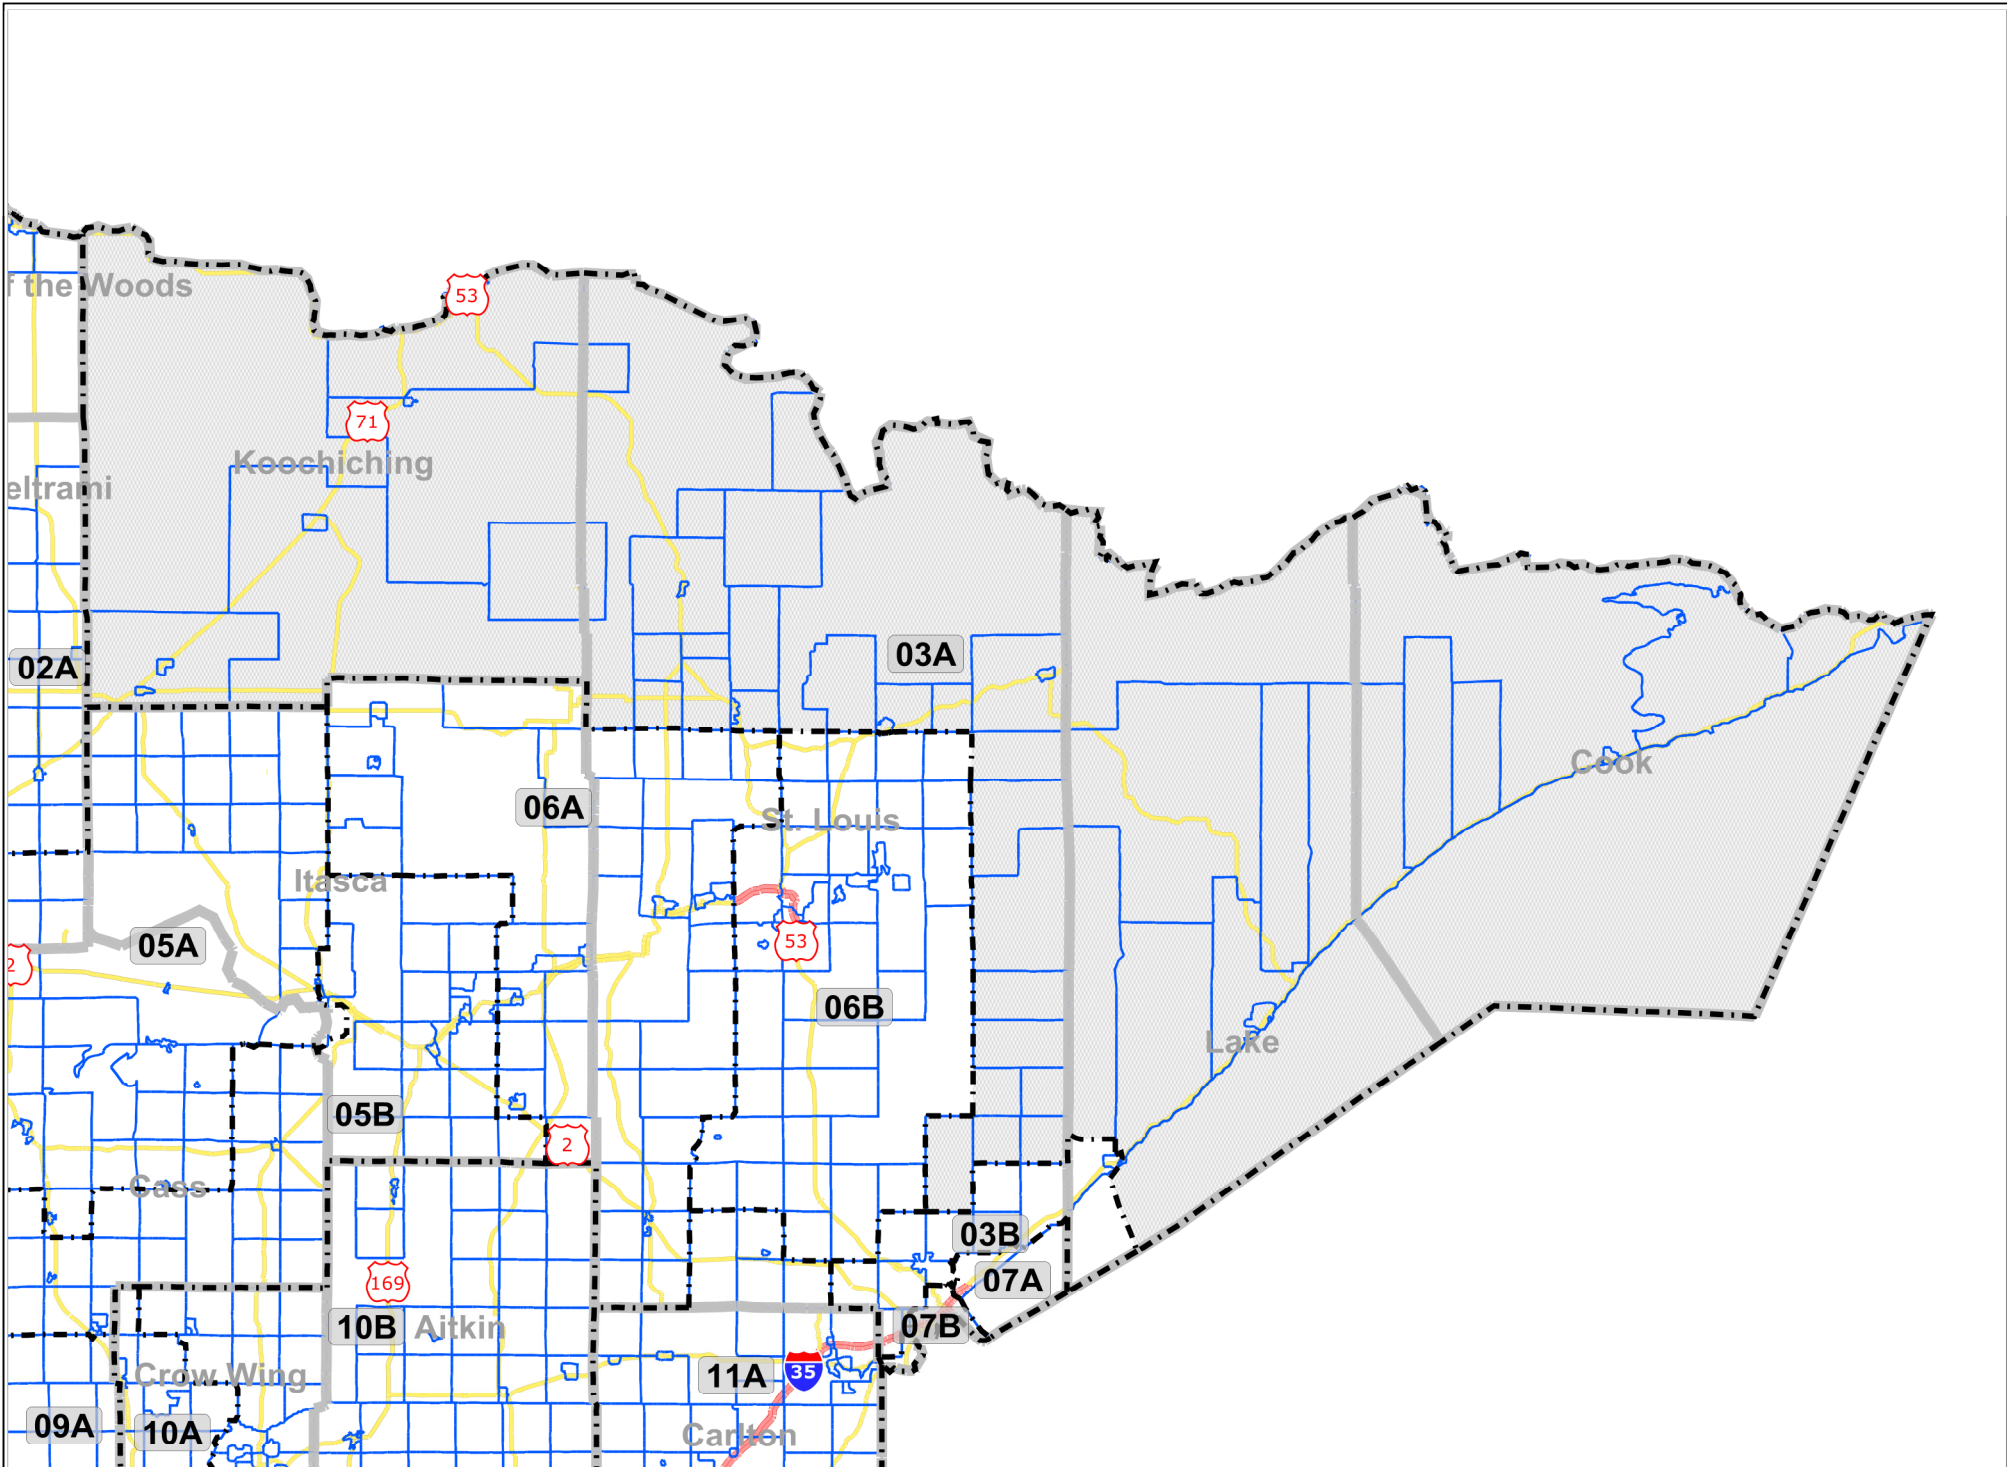 f the Woods
53
71
Koochiching
eltrami
03A
02A
Cook
06A
St. Louis
Itasca
05A
53
2
06B
Lake
05B
2
Cass
03B
07A
169
10B
Aitkin
07B
11A
35
Crow Wing
09A
10A
Carlton